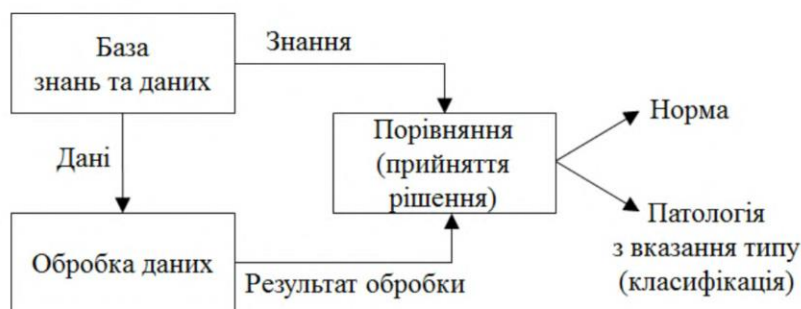 База
знань та даних
Знання
Дані
Порівняння
(прийняття
рішення)
Норма
Патологія
з вказання типу
(класифікація)
Обробка даних
Результат обробки